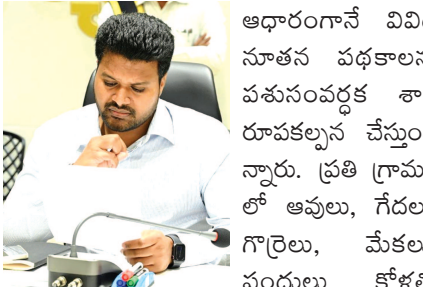 ఆధారంగానే
నూతన పథకాలన
పశుసంవర్ధక శా
రూపకల్పన చేస్తుం
న్నారు. ప్రతి గ్రామ
లో ఆవులు, గేదెల
గొర్రెలు, మేకల